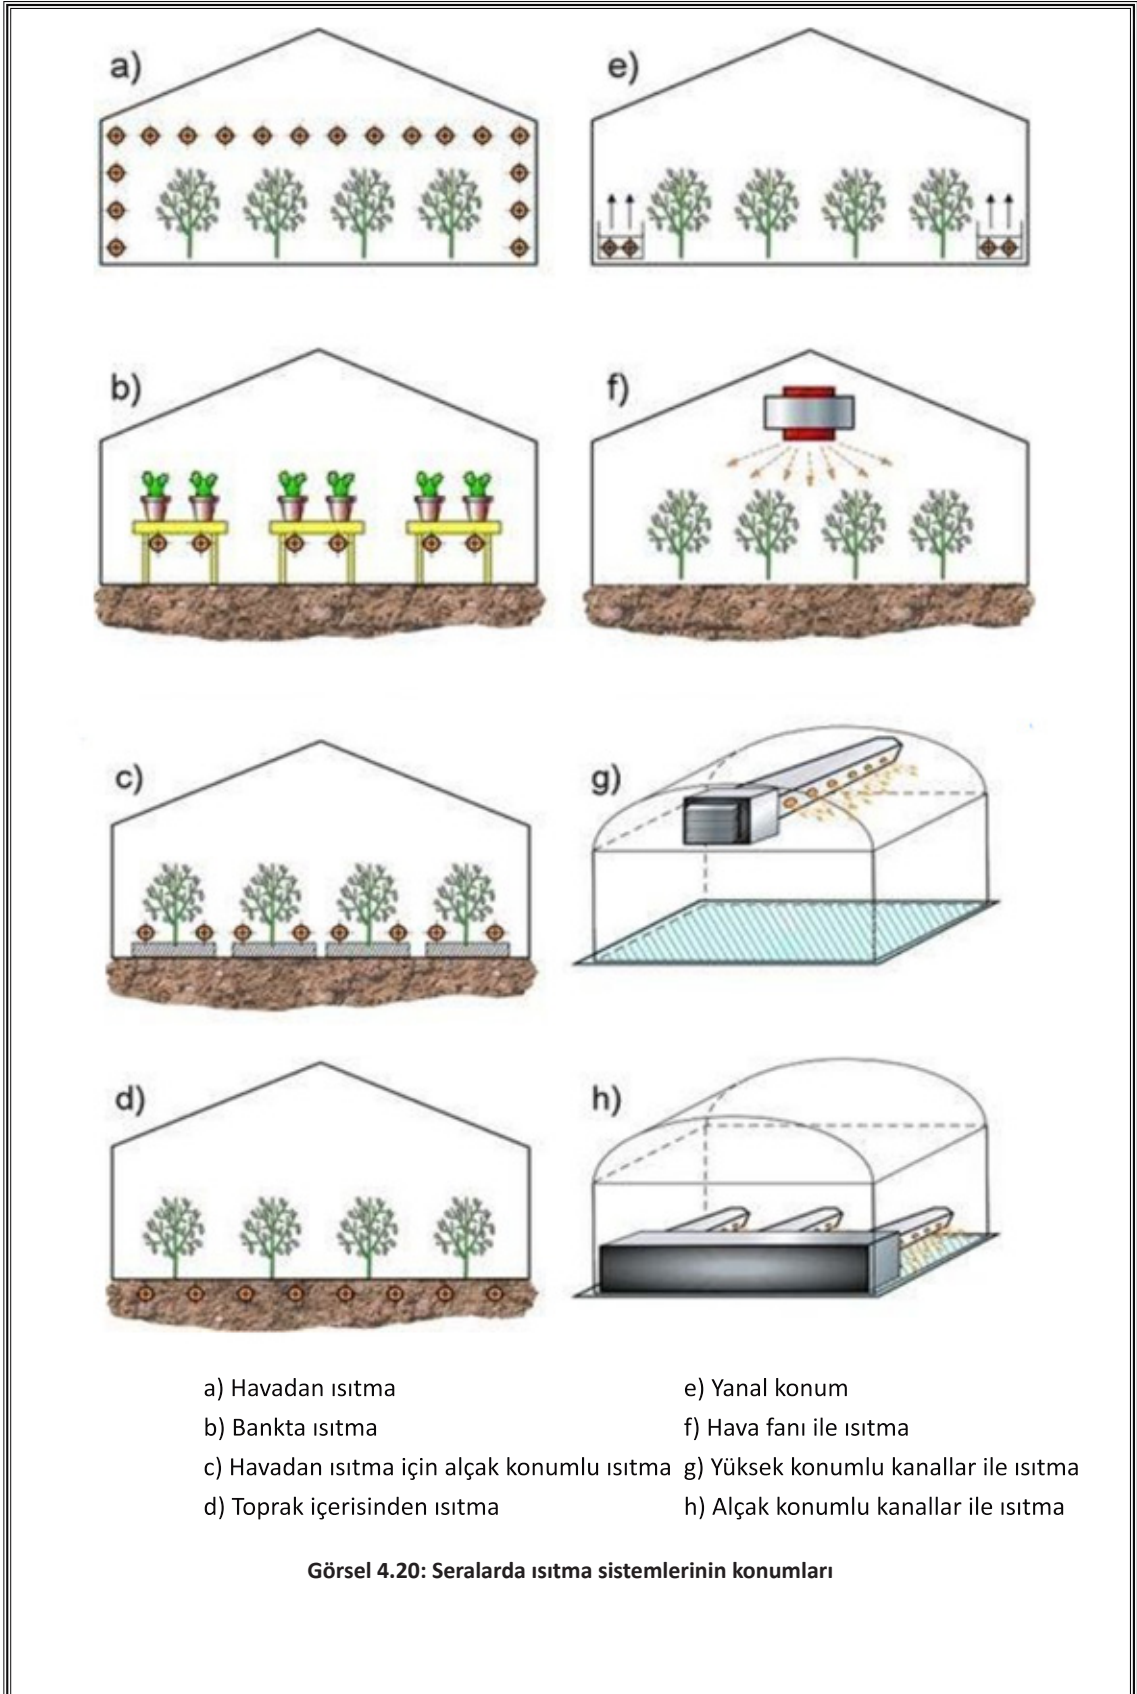 a)
e)
b)
f)
c)
g)
d)
h)
a) Havadan ısıtma
b) Bankta ısıtma
c) Havadan ısıtma için alçak konumlu ısıtma
d) Toprak içerisinden ısıtma
e) Yanal konum
f) Hava fanı ile ısıtma
g) Yüksek konumlu kanallar ile ısıtma
h) Alçak konumlu kanallar ile ısıtma
Görsel 4.20: Seralarda ısıtma sistemlerinin konumları